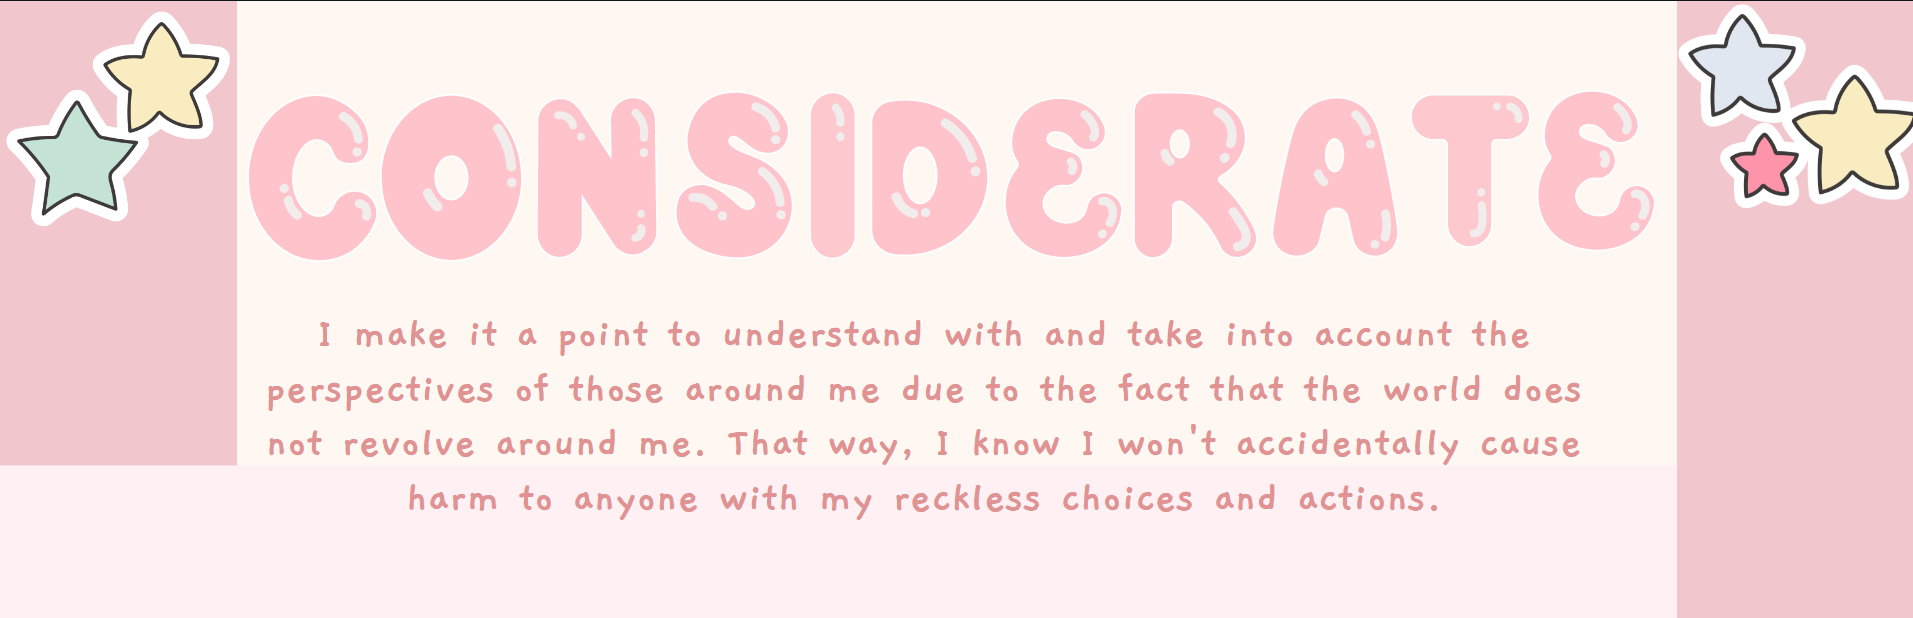 CONSIDERATE
I make it a point to understand with and take into account the
perspectives of those around me due to the fact that the world does
not revolve around me. That way, I know I won't accidentally cause
harm to anyone with my reckless choices and actions.